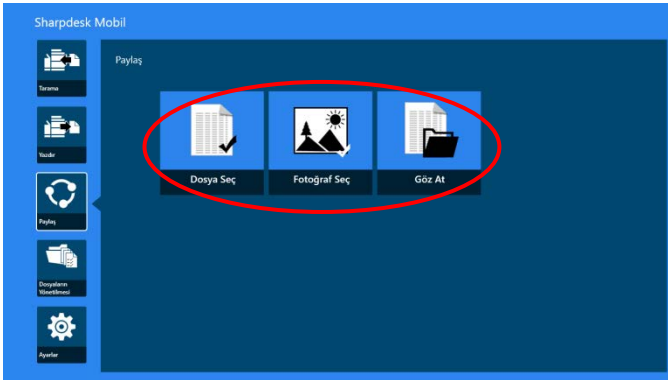 Sharpdesk Mobil
Tarama
Yazdır
Paylaş
Dosyaların
Yönetilmesi
Ayarlar
Paylaş
Dosya Seç
Fotoğraf Seç
Göz At